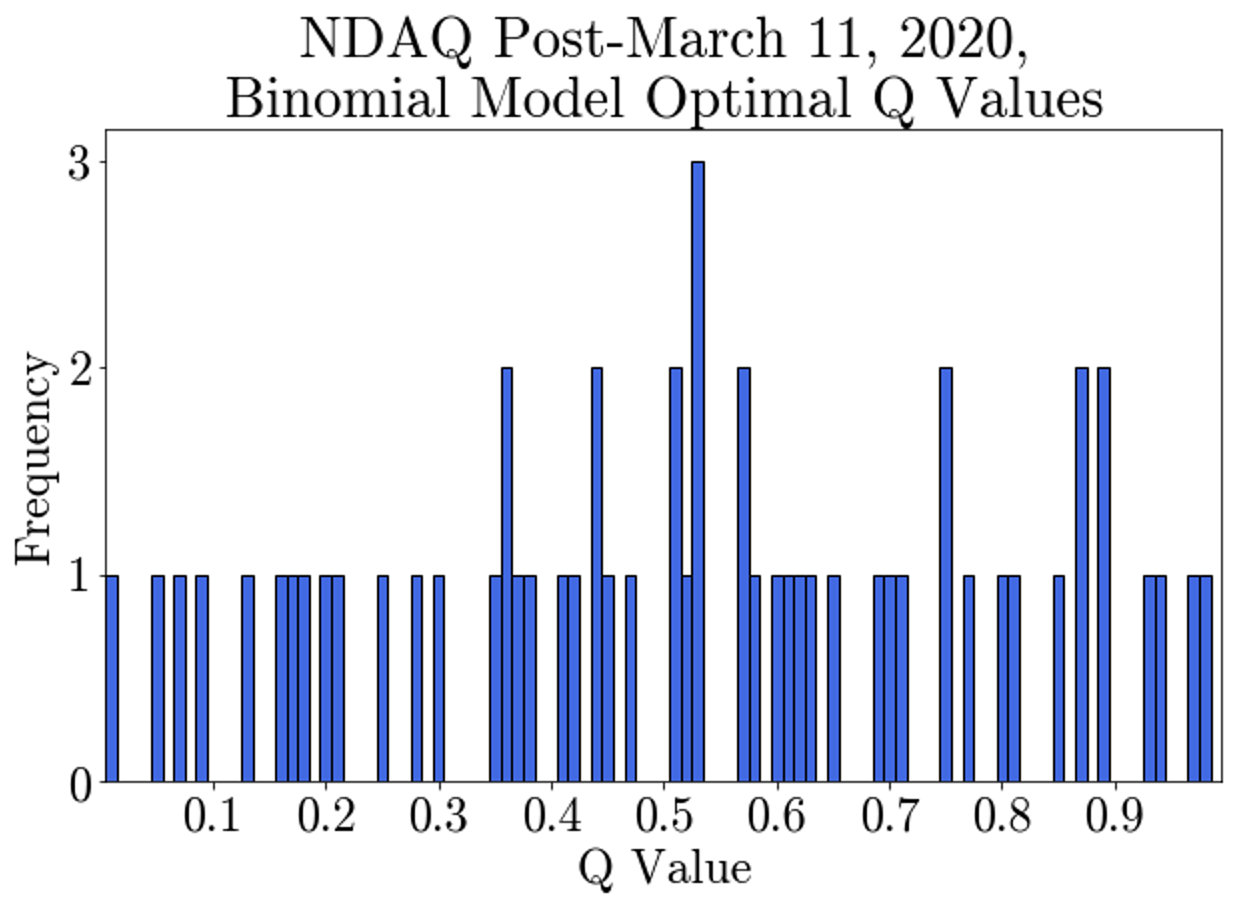 NDAQ Post-March 11, 2020,
Binomial Model Optimal Q Values
3
2
1
0
Frequency
0.1 0.2 0.3 0.4 0.5 0.6 0.7 0.8 0.9
Q Value